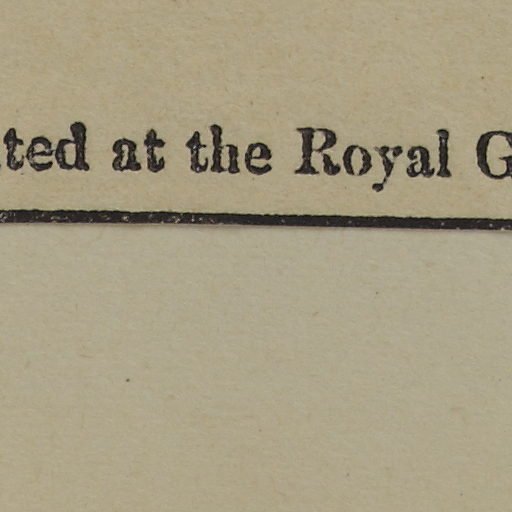 ted at the Royal G